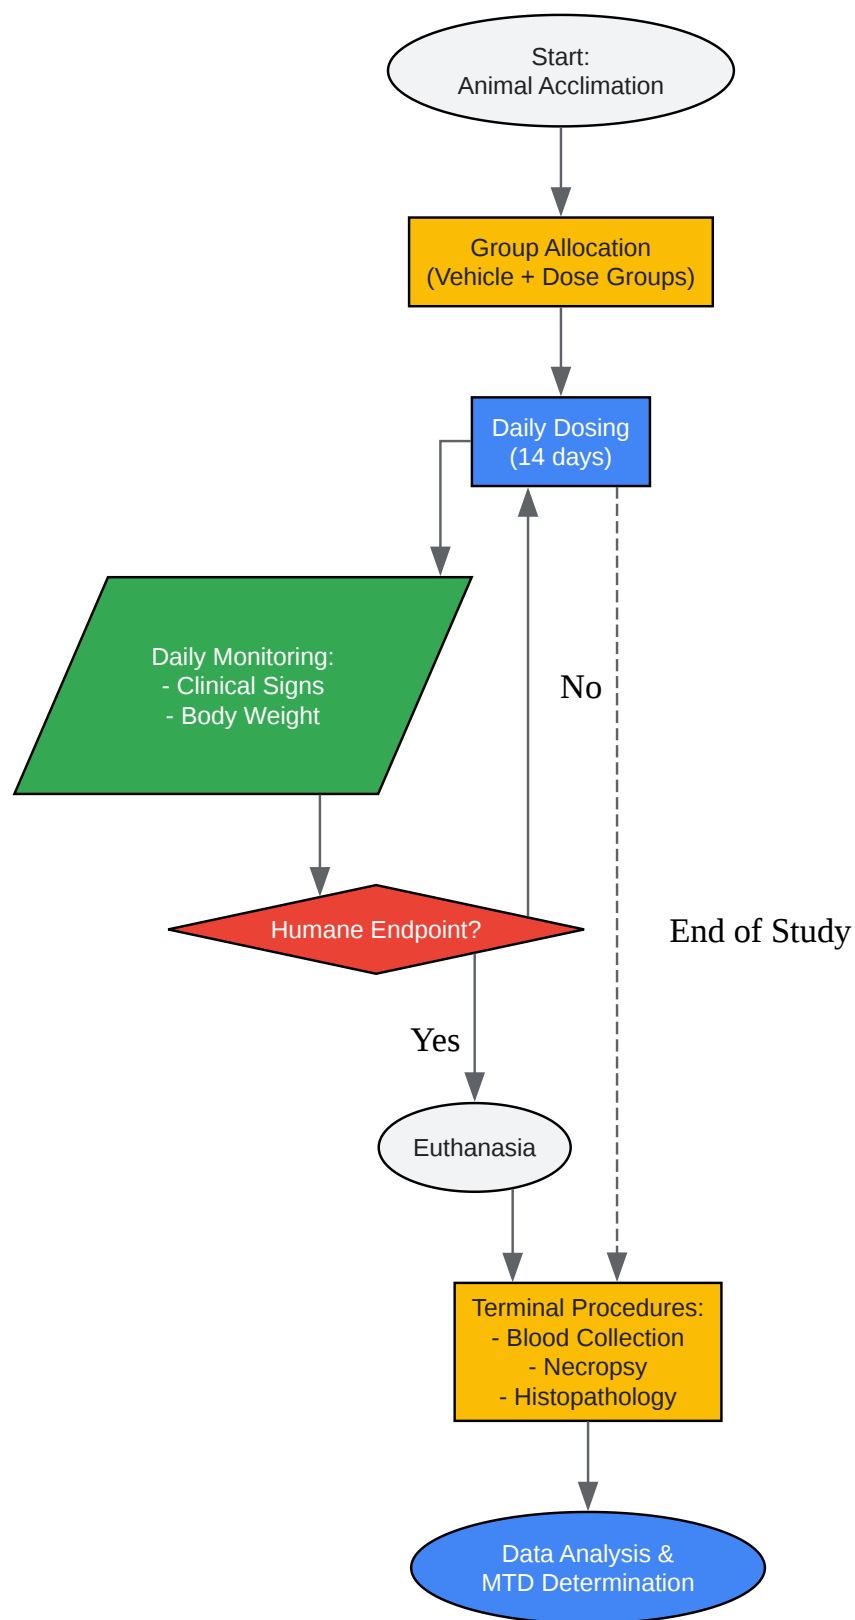 Start:
Animal Acclimation
Group Allocation
(Vehicle + Dose Groups)
Daily Dosing
(14 days)
Daily Monitoring:
- Clinical Signs
- Body Weight
No
Humane Endpoint?
End of Study
Yes
Euthanasia
Terminal Procedures:
- Blood Collection
- Necropsy
- Histopathology
Data Analysis &
MTD Determination